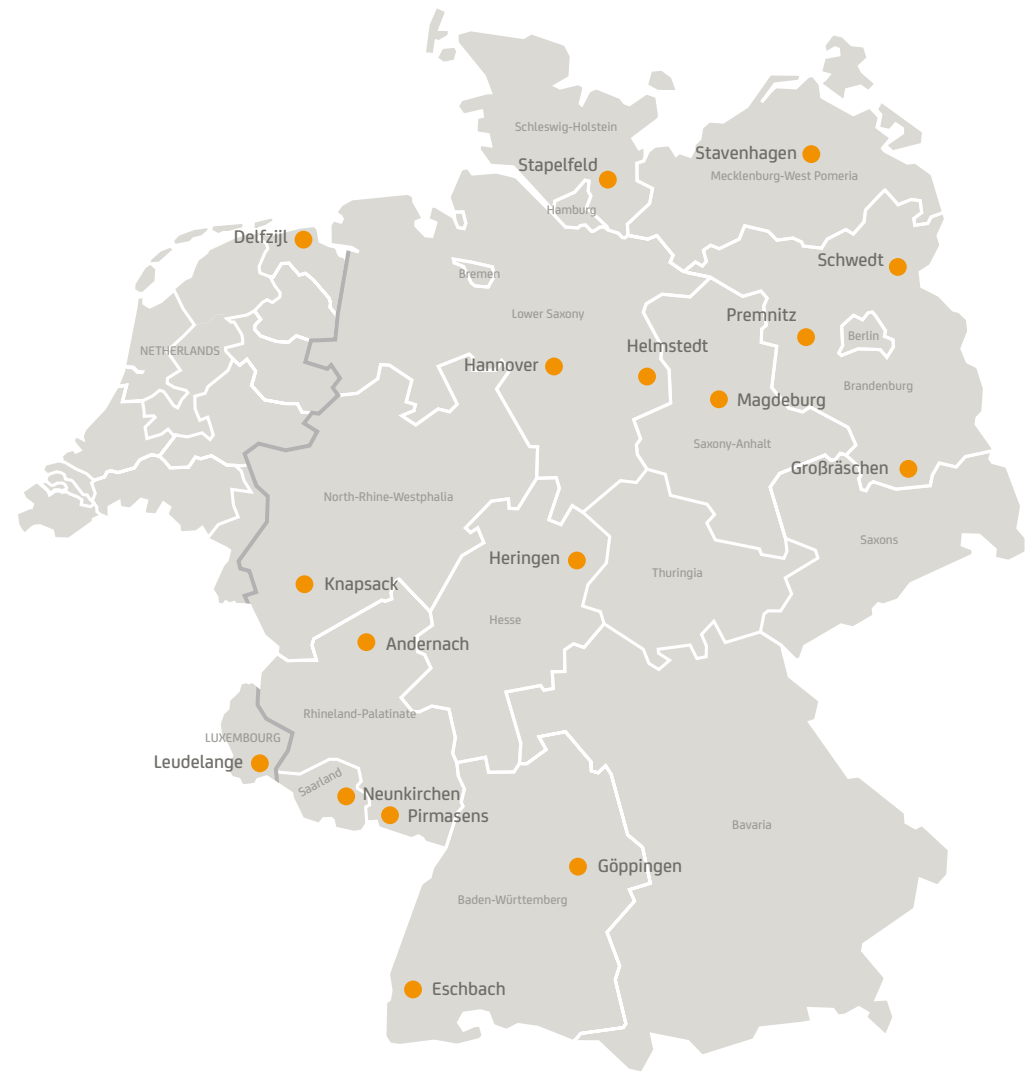 Schleswig-Holstein
Stapelfeld
Stavenhagen
Mecklenburg-West Pomeria
Hamburg
Delfzijl
Schwedt
Bremen
Lower Saxony
Premnitz
Berlin
NETHERLANDS
Helmstedt
Hannover
Brandenburg
Magdeburg
Saxony-Anhalt
Großräschen
North-Rhine-Westphalia
Saxons
Heringen
Thuringia
Knapsack
Hesse
Andernach
Rhineland-Palatinate
LUXEMBOURG
Leudelange
Saarland
Neunkirchen
Pirmasens
Bavaria
Göppingen
Baden-Württemberg
Eschbach